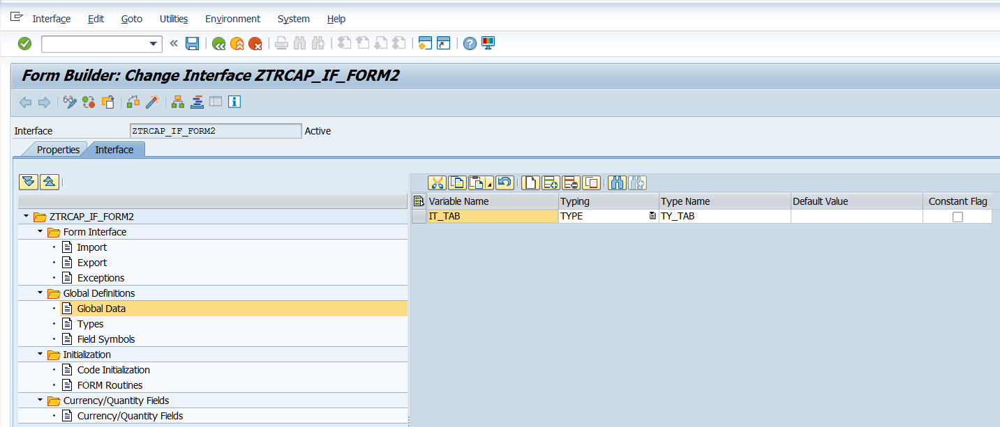 Interface Edit Goto Utilities Environment System Help
Form Builder: Change Interface ZTRCAP_IF_FORM2
Interface ZTRCAP_IF_FORM2 Active
Properties Interface
Variable Name Typing Type Name Default Value Constant Flag
IT_TAB TYPE TY_TAB
ZTRCAP_IF_FORM2
Form Interface
Import
Export
Exceptions
Global Definitions
Global Data
Types
Field Symbols
Initialization
Code Initialization
FORM Routines
Currency/Quantity Fields
Currency/Quantity Fields